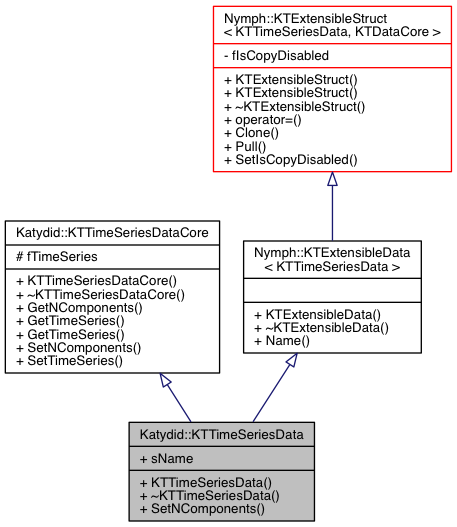 Nymph::KTExtensibleStruct
< KTTimeSeriesData, KTDataCore >
- fIsCopyDisabled
+ KTExtensibleStruct()
+ KTExtensibleStruct()
+ ~KTExtensibleStruct()
+ operator=()
+ Clone()
+ Pull()
+ SetIsCopyDisabled()
Katydid::KTTimeSeriesDataCore
# fTimeSeries
+ KTTimeSeriesDataCore()
+ ~KTTimeSeriesDataCore()
+ GetNComponents()
+ GetTimeSeries()
+ GetTimeSeries()
+ SetNComponents()
+ SetTimeSeries()
Nymph::KTExtensibleData
< KTTimeSeriesData >
+ KTExtensibleData()
+ ~KTExtensibleData()
+ Name()
Katydid::KTTimeSeriesData
+ sName
+ KTTimeSeriesData()
+ ~KTTimeSeriesData()
+ SetNComponents()